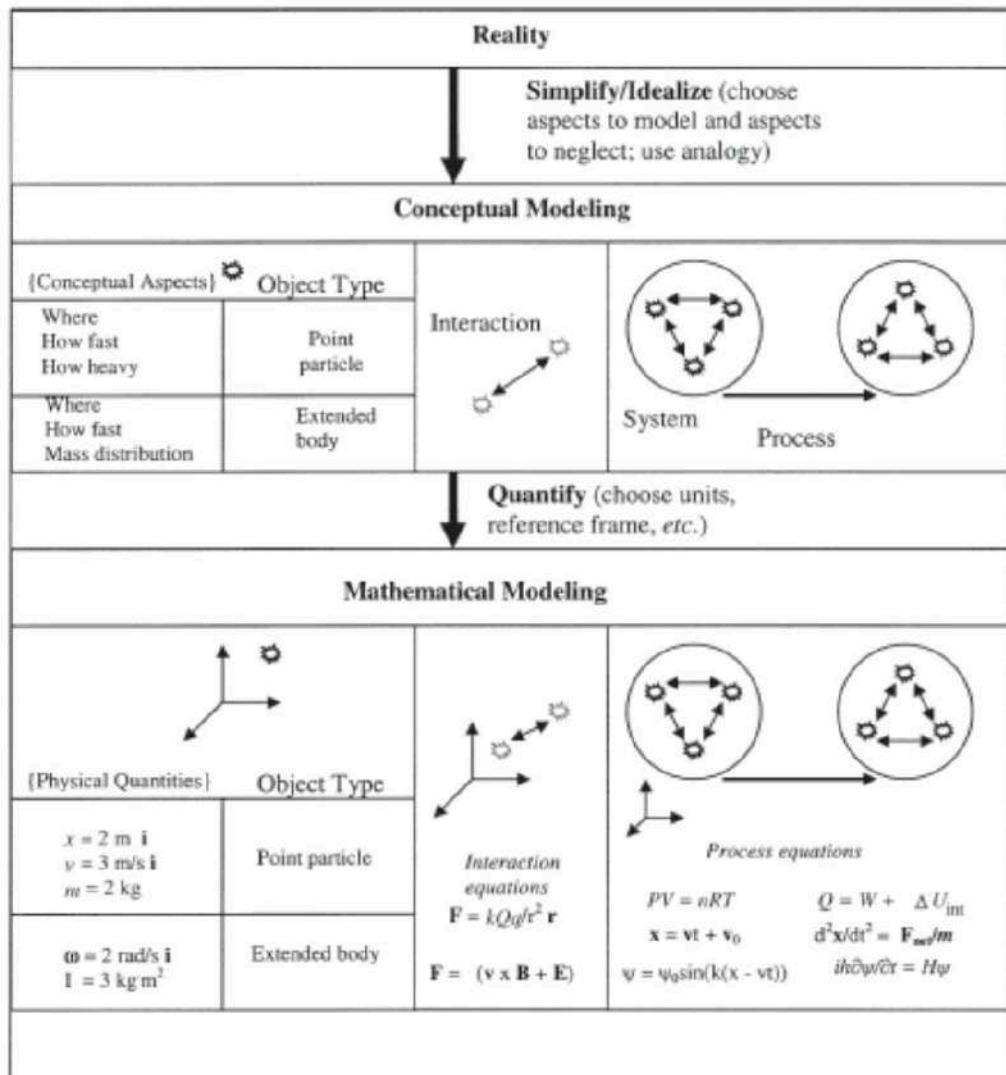 Reality
Simplify/Idealize (choose
aspects to model and aspects
to neglect; use analogy)
Conceptual Modeling
{Conceptual Aspects} Object Type
Where
How fast
How heavy
Point
particle
Where
How fast
Mass distribution
Extended
body
Interaction
System
Process
Quantify (choose units,
reference frame, etc.)
Mathematical Modeling
{Physical Quantities} Object Type
x = 2 m i
v = 3 m/s i
m = 2 kg
Point particle
ω = 2 rad/s i
I = 3 kg m²
Extended body
Interaction
equations
F = kQq/r² r
F = (v x B + E)
Process equations
PV = nRT
Q = W + ΔU_int
x = vt + v₀
d²x/dt² = F_net/m
ψ = ψ₀sin(k(x - vt))
iħ∂ψ/∂t = Hψ